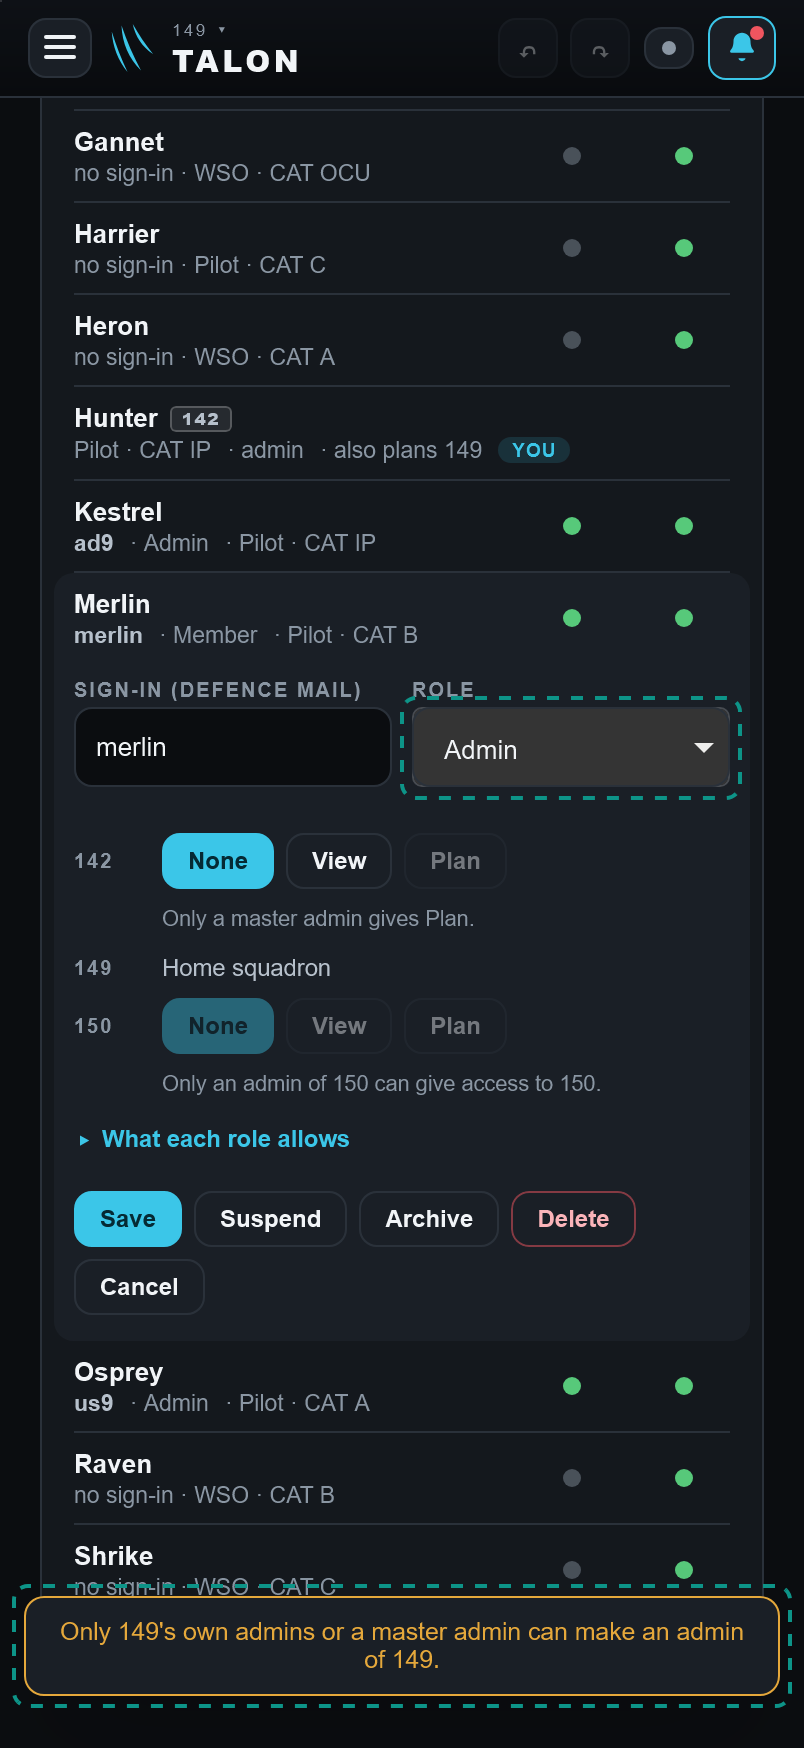 149 ▾
TALON
Gannet
no sign-in · WSO · CAT OCU
Harrier
no sign-in · Pilot · CAT C
Heron
no sign-in · WSO · CAT A
Hunter 142
Pilot · CAT IP · admin · also plans 149 YOU
Kestrel
ad9 · Admin · Pilot · CAT IP
Merlin
merlin · Member · Pilot · CAT B
SIGN-IN (DEFENCE MAIL) ROLE
merlin Admin
142 None View Plan
Only a master admin gives Plan.
149 Home squadron
150 None View Plan
Only an admin of 150 can give access to 150.
▸ What each role allows
Save Suspend Archive Delete
Cancel
Osprey
us9 · Admin · Pilot · CAT A
Raven
no sign-in · WSO · CAT B
Shrike
no sign-in · WSO · CAT C
Only 149's own admins or a master admin can make an admin
of 149.